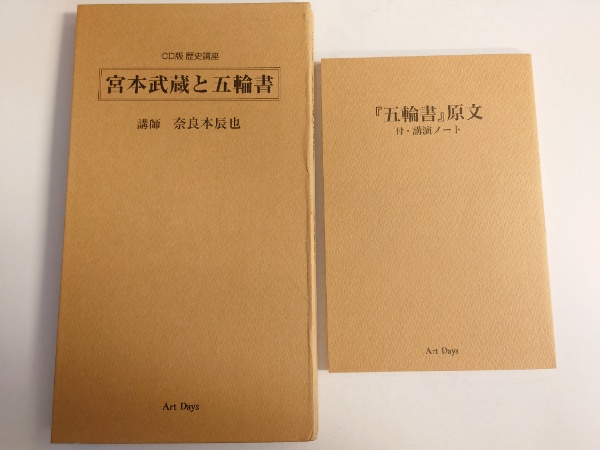 CD版 歴史講座
宮本武蔵と五輪書
講師 奈良本辰也
Art Days
『五輪書』原文
付・講演ノート
Art Days